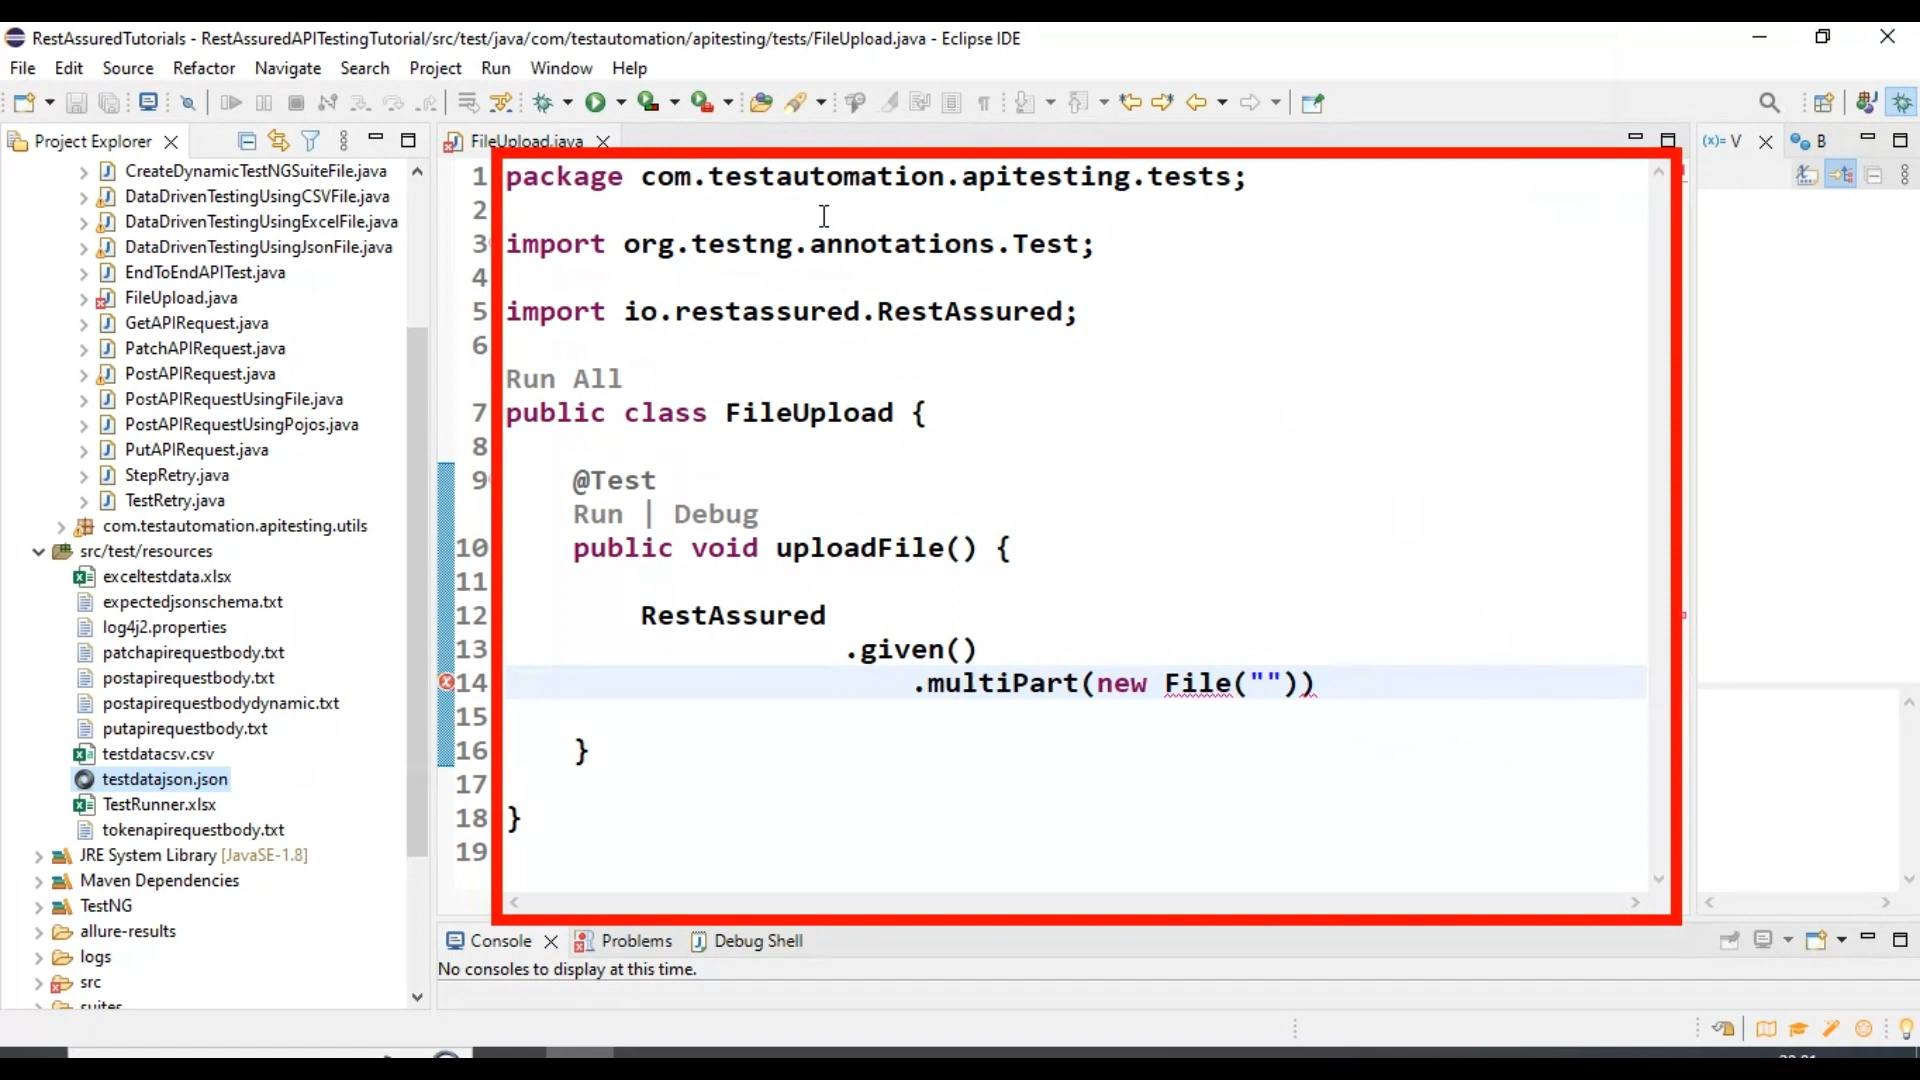 RestAssuredTutorials - RestAssuredAPITestingTutorial/src/test/java/com/testautomation/apitesting/tests/FileUpload.java - Eclipse IDE
File Edit Source Refactor Navigate Search Project Run Window Help
Project Explorer
CreateDynamicTestNGSuiteFile.java
DataDrivenTestingUsingCSVFile.java
DataDrivenTestingUsingExcelFile.java
DataDrivenTestingUsingJsonFile.java
EndToEndAPITest.java
FileUpload.java
GetAPIRequest.java
PatchAPIRequest.java
PostAPIRequest.java
PostAPIRequestUsingFile.java
PostAPIRequestUsingPojos.java
PutAPIRequest.java
StepRetry.java
TestRetry.java
com.testautomation.apitesting.utils
src/test/resources
exceltestdata.xlsx
expectedjsonschema.txt
log4j2.properties
patchapirequestbody.txt
postapirequestbody.txt
postapirequestbodydynamic.txt
putapirequestbody.txt
testdatacsv.csv
testdatajson.json
TestRunner.xlsx
tokenapirequestbody.txt
JRE System Library [JavaSE-1.8]
Maven Dependencies
TestNG
allure-results
logs
src
suites
FileUpload.java
1 package com.testautomation.apitesting.tests;
2
3 import org.testng.annotations.Test;
4
5 import io.restassured.RestAssured;
6
Run All
7 public class FileUpload {
8
9 @Test
Run | Debug
10 public void uploadFile() {
11
12 RestAssured
13 .given()
14 .multiPart(new File(""))
15
16 }
17
18 }
19
(x)= V
B
Console Problems Debug Shell
No consoles to display at this time.